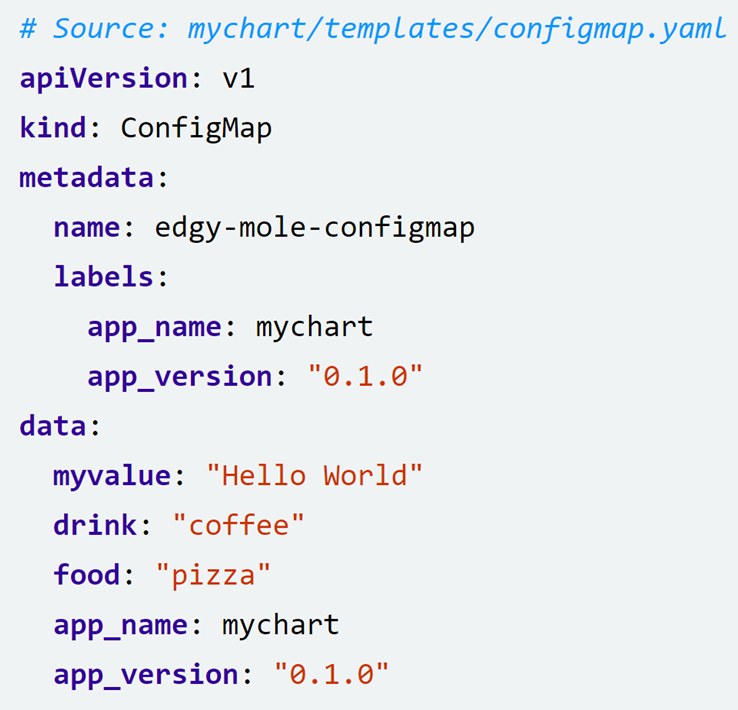 # Source: mychart/templates/configmap.yaml
apiVersion: v1
kind: ConfigMap
metadata:
  name: edgy-mole-configmap
  labels:
    app_name: mychart
    app_version: "0.1.0"
data:
  myvalue: "Hello World"
  drink: "coffee"
  food: "pizza"
  app_name: mychart
  app_version: "0.1.0"